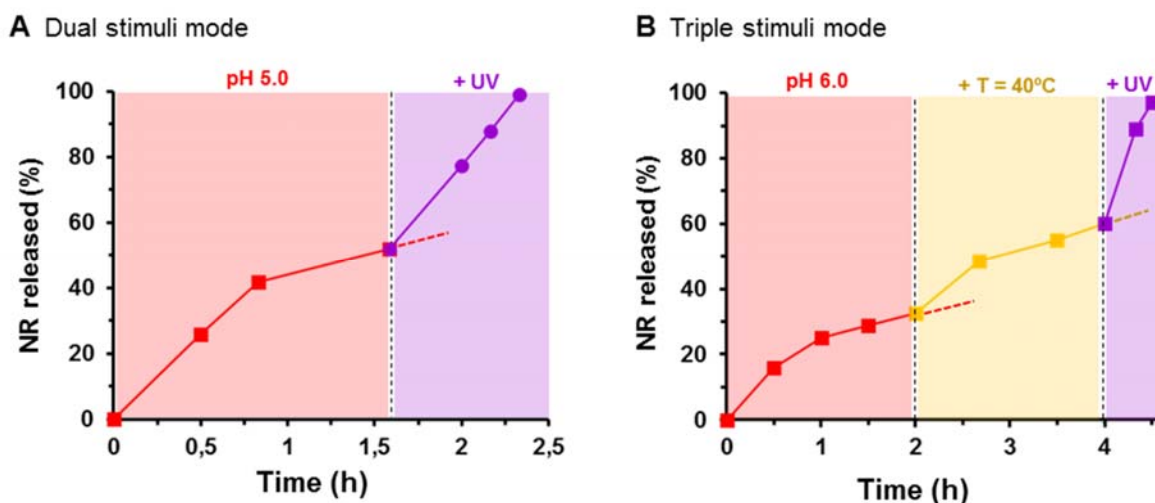 A Dual stimuli mode
pH 5.0
+ UV
100
80
60
40
20
0
NR released (%)
0
0,5
1
1,5
2
2,5
Time (h)
B Triple stimuli mode
pH 6.0
+ T = 40ºC
+ UV
100
80
60
40
20
0
NR released (%)
0
1
2
3
4
Time (h)